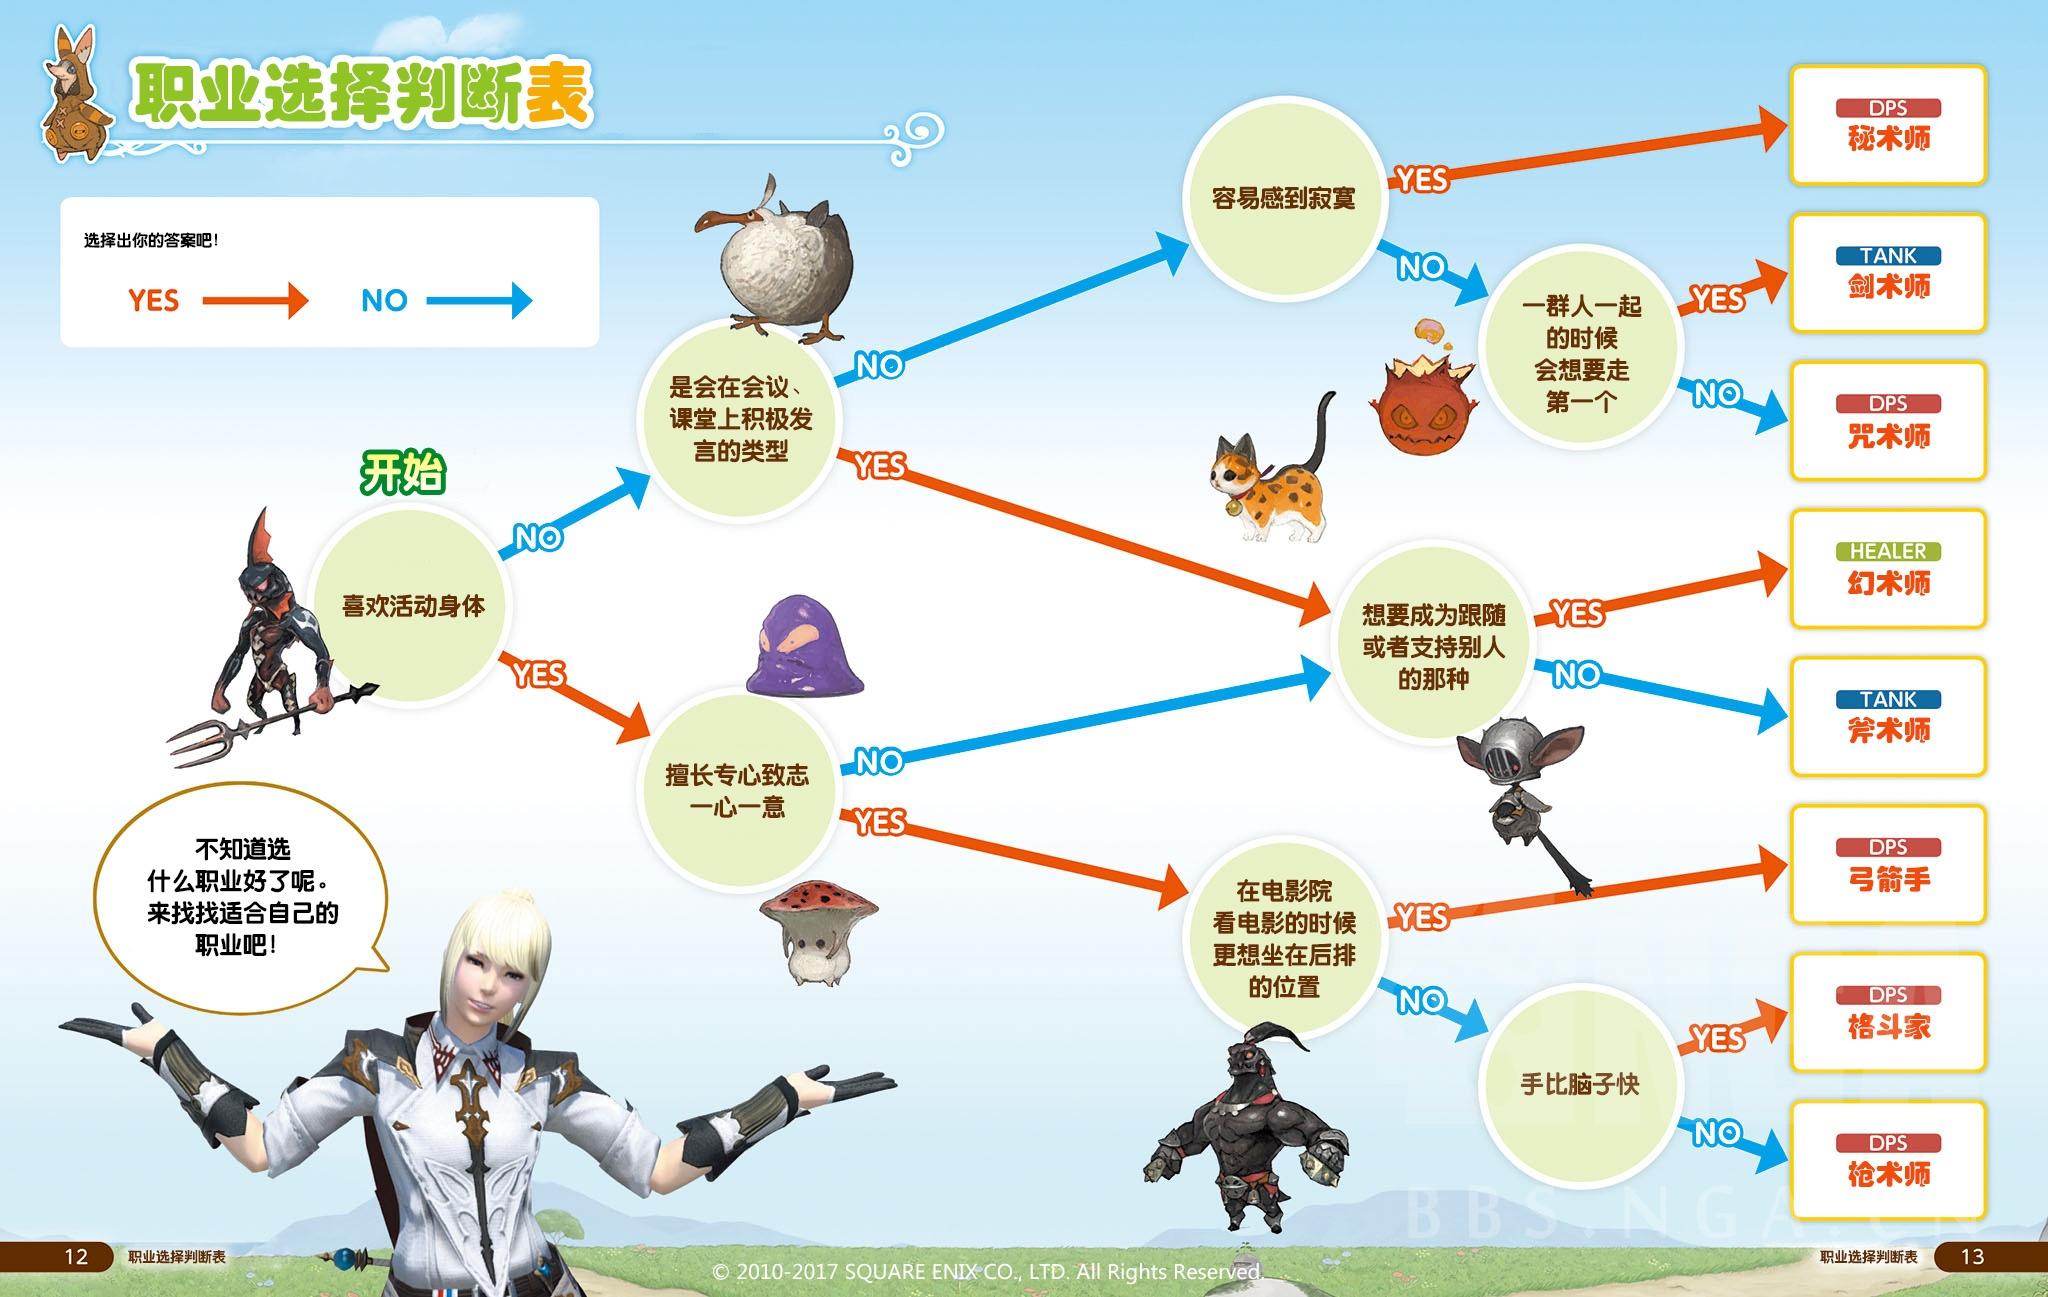 职业选择判断表
选择出你的答案吧！
YES
NO
开始
喜欢活动身体
NO
YES
是会在会议、
课堂上积极发
言的类型
NO
YES
擅长专心致志
一心一意
NO
YES
容易感到寂寞
YES
NO
一群人一起
的时候
会想要走
第一个
YES
NO
想要成为跟随
或者支持别人
的那种
YES
NO
在电影院
看电影的时候
更想坐在后排
的位置
YES
NO
手比脑子快
YES
NO
DPS
秘术师
TANK
剑术师
DPS
咒术师
HEALER
幻术师
TANK
斧术师
DPS
弓箭手
DPS
格斗家
DPS
枪术师
不知道选
什么职业好了呢。
来找找适合自己的
职业吧！
BBS.NGA.CN
12
职业选择判断表
© 2010-2017 SQUARE ENIX CO., LTD. All Rights Reserved.
职业选择判断表
13